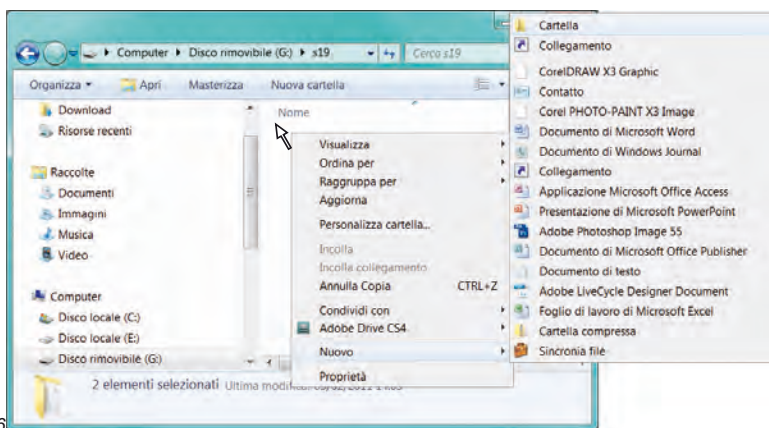 Computer Disco rimovibile (G:) s19 Cerca s19
Organizza Apri Masterizza Nuova cartella
Download
Risorse recenti
Raccolte
Documenti
Immagini
Musica
Video
Computer
Disco locale (C:)
Disco locale (E:)
Disco rimovibile (G:)
Nome
Visualizza
Ordina per
Raggruppa per
Aggiorna
Personalizza cartella...
Incolla
Incolla collegamento
Annulla Copia CTRL+Z
Condividi con
Adobe Drive CS4
Nuovo
Proprietà
Cartella
Collegamento
CorelDRAW X3 Graphic
Contatto
Corel PHOTO-PAINT X3 Image
Documento di Microsoft Word
Documento di Windows Journal
Collegamento
Applicazione Microsoft Office Access
Presentazione di Microsoft PowerPoint
Adobe Photoshop Image 55
Documento di Microsoft Office Publisher
Documento di testo
Adobe LiveCycle Designer Document
Foglio di lavoro di Microsoft Excel
Cartella compressa
Sincronia file
2 elementi selezionati Ultima
6